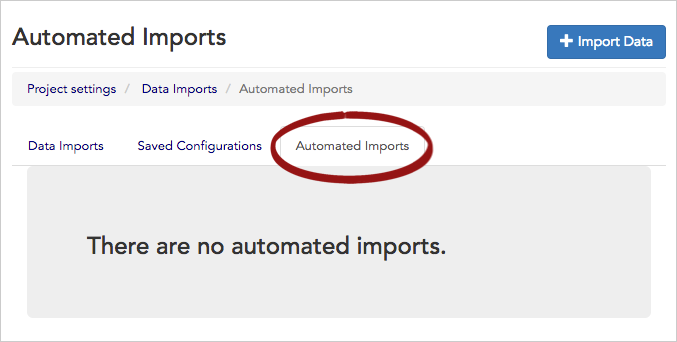 Automated Imports
+ Import Data
Project settings / Data Imports / Automated Imports
Data Imports Saved Configurations Automated Imports
There are no automated imports.